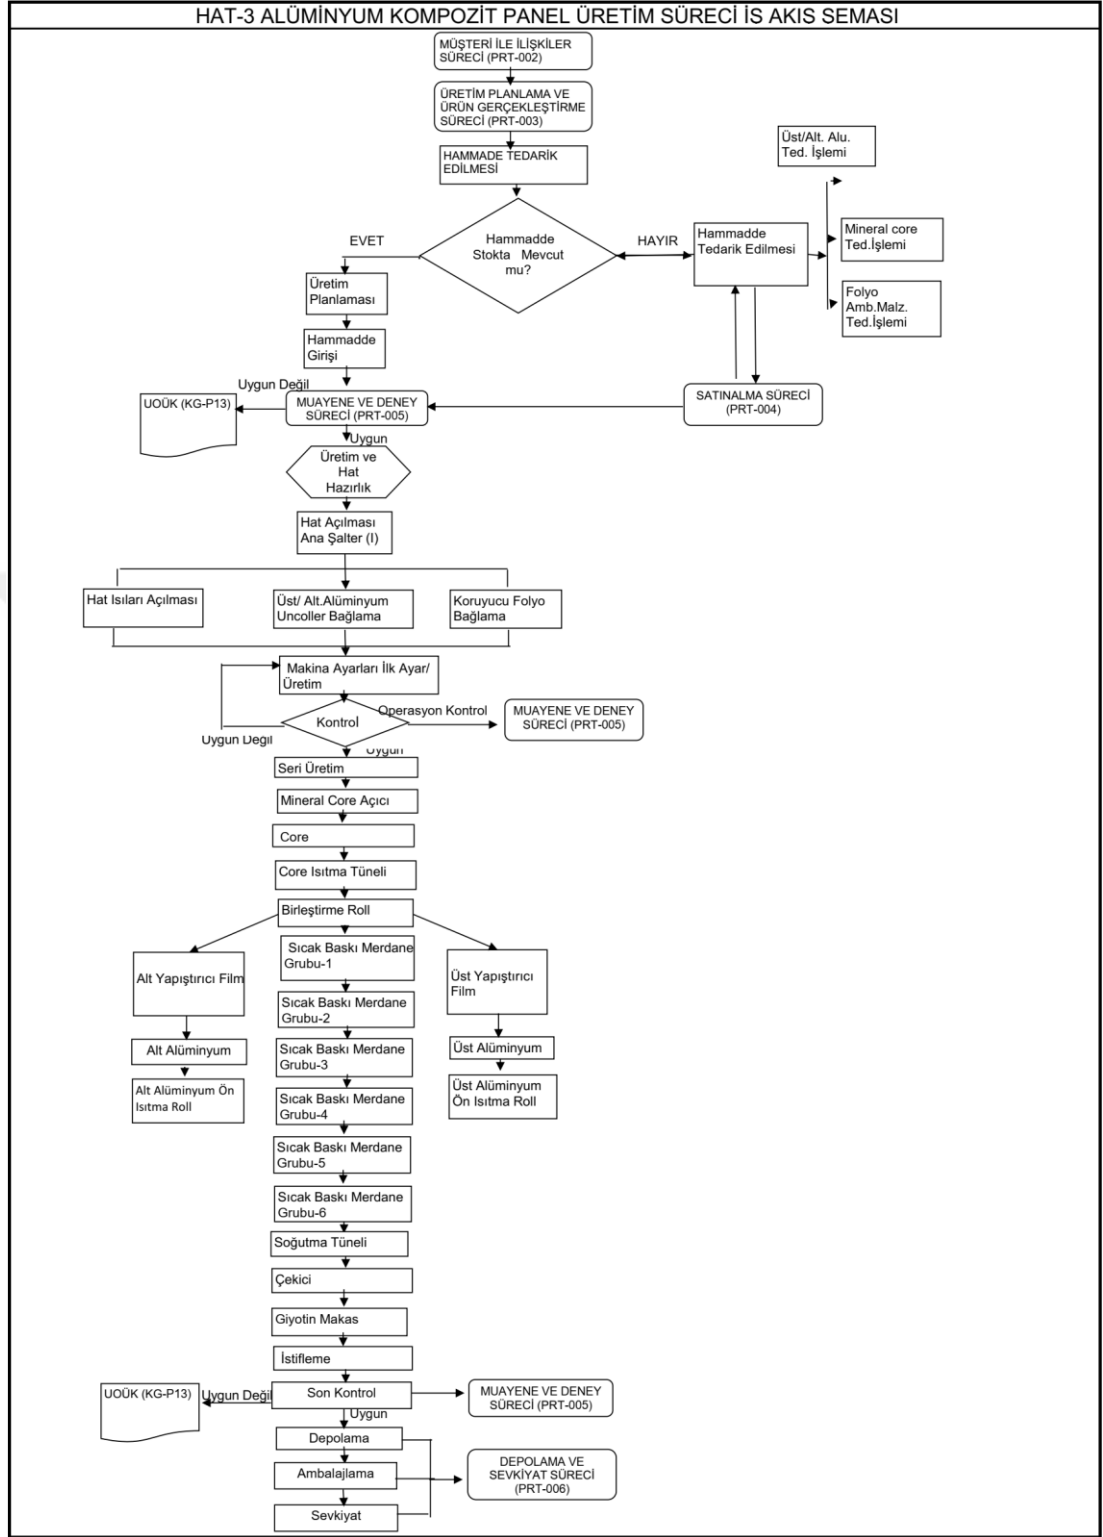 HAT-3 ALÜMİNYUM KOMPOZİT PANEL ÜRETİM SÜRECİ İS AKIS SEMASI
MÜŞTERİ İLE İLİŞKİLER
SÜRECİ (PRT-002)
ÜRETİM PLANLAMA VE
ÜRÜN GERÇEKLEŞTİRME
SÜRECİ (PRT-003)
HAMMADE TEDARİK
EDİLMESİ
Üst/Alt. Alu.
Ted. İşlemi
EVET
Hammadde
Stokta Mevcut
mu?
HAYIR
Hammadde
Tedarik Edilmesi
Mineral core
Ted.İşlemi
Folyo
Amb.Malz.
Ted.İşlemi
Üretim
Planlaması
Hammadde
Girişi
Uygun Değil
UOÜK (KG-P13)
MUAYENE VE DENEY
SÜRECİ (PRT-005)
SATINALMA SÜRECİ
(PRT-004)
Uygun
Üretim ve
Hat
Hazırlık
Hat Açılması
Ana Şalter (I)
Hat Isıları Açılması
Üst/ Alt.Alüminyum
Uncoller Bağlama
Koruyucu Folyo
Bağlama
Makina Ayarları İlk Ayar/
Üretim
Kontrol
Operasyon Kontrol
MUAYENE VE DENEY
SÜRECİ (PRT-005)
Uygun Değil
Uygun
Seri Üretim
Mineral Core Açıcı
Core
Core Isıtma Tüneli
Birleştirme Roll
Alt Yapıştırıcı Film
Sıcak Baskı Merdane
Grubu-1
Üst Yapıştırıcı
Film
Sıcak Baskı Merdane
Grubu-2
Alt Alüminyum
Sıcak Baskı Merdane
Grubu-3
Üst Alüminyum
Alt Alüminyum Ön
Isıtma Roll
Sıcak Baskı Merdane
Grubu-4
Üst Alüminyum
Ön Isıtma Roll
Sıcak Baskı Merdane
Grubu-5
Sıcak Baskı Merdane
Grubu-6
Soğutma Tüneli
Çekici
Giyotin Makas
İstifleme
UOÜK (KG-P13)
Uygun Değil
Son Kontrol
MUAYENE VE DENEY
SÜRECİ (PRT-005)
Uygun
Depolama
Ambalajlama
DEPOLAMA VE
SEVKİYAT SÜRECİ
(PRT-006)
Sevkiyat